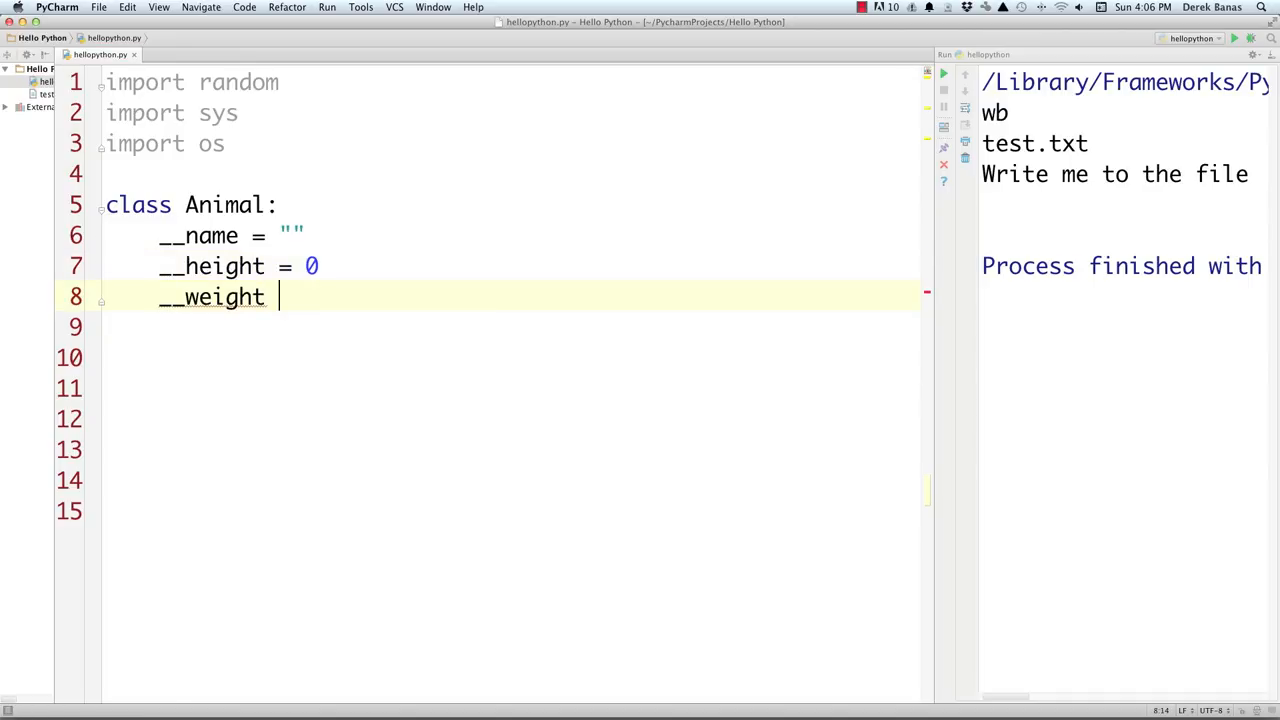 PyCharm File Edit View Navigate Code Refactor Run Tools VCS Window Help 10 Sun 4:06 PM Derek Banas
hellopython.py – Hello Python – [~/PycharmProjects/Hello Python]
Hello Python hellopython.py hellopython
hellopython.py Run hellopython
Hello P
hell
test
Extern
1 import random
2 import sys
3 import os
4
5 class Animal:
6 __name = ""
7 __height = 0
8 __weight
9
10
11
12
13
14
15
/Library/Frameworks/Py
wb
test.txt
Write me to the file
Process finished with
8:14 LF UTF-8